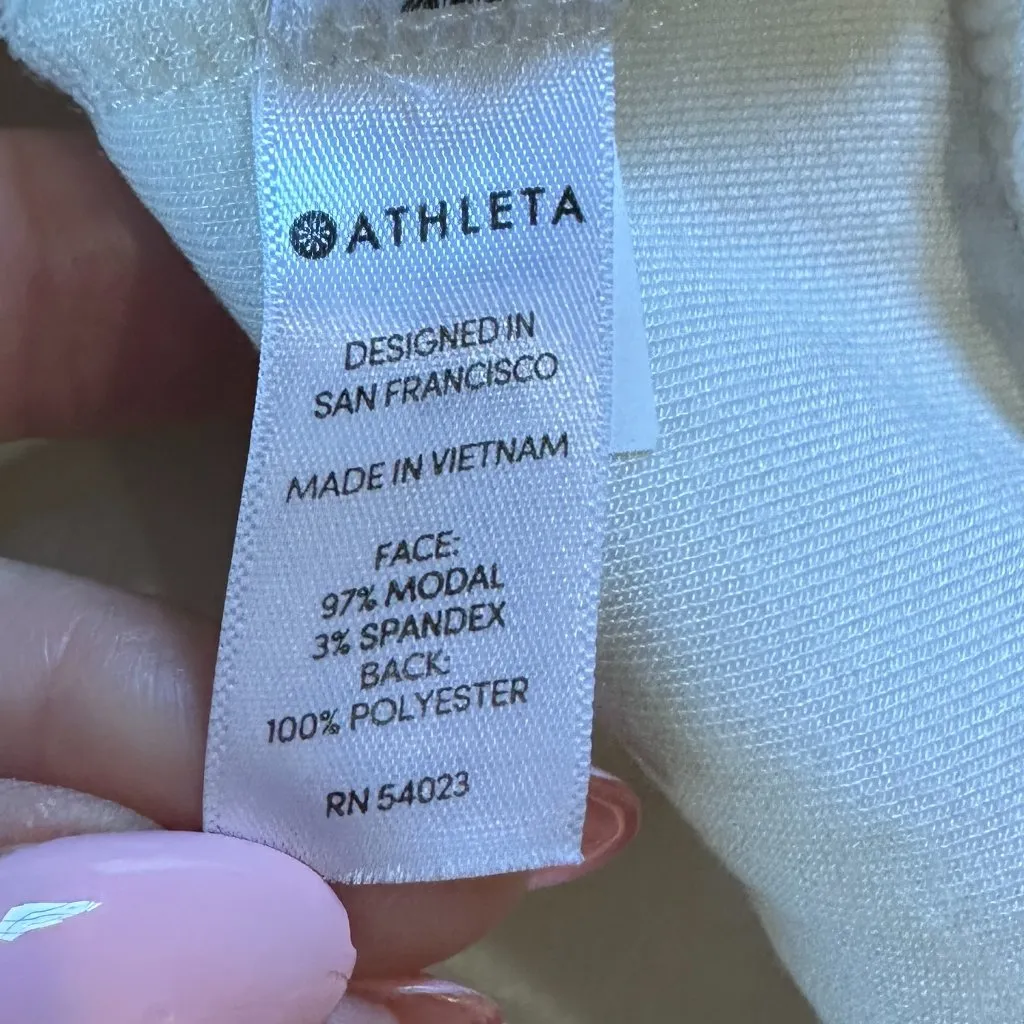 ATHLETA
DESIGNED IN
SAN FRANCISCO
MADE IN VIETNAM
FACE:
97% MODAL
3% SPANDEX
BACK:
100% POLYESTER
RN 54023